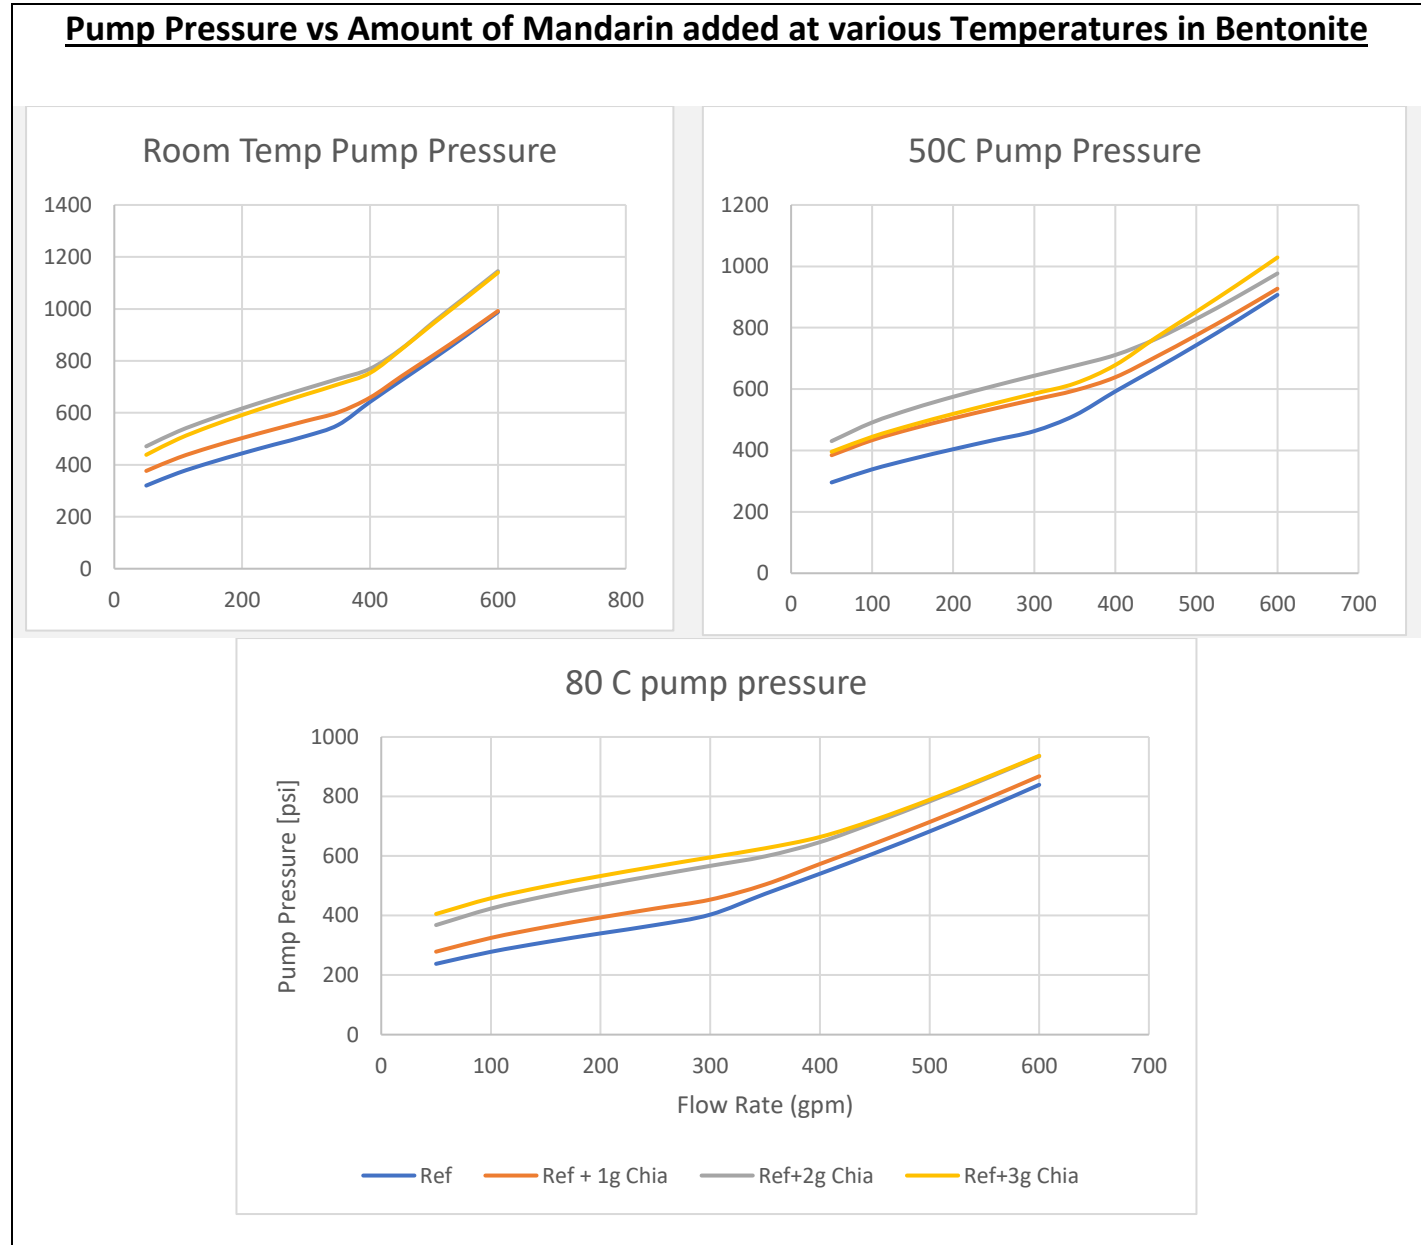 Pump Pressure vs Amount of Mandarin added at various Temperatures in Bentonite
Room Temp Pump Pressure
1400
1200
1000
800
600
400
200
0
0 200 400 600 800
50C Pump Pressure
1200
1000
800
600
400
200
0
0 100 200 300 400 500 600 700
80 C pump pressure
Pump Pressure [psi]
1000
800
600
400
200
0
0 100 200 300 400 500 600 700
Flow Rate (gpm)
Ref Ref + 1g Chia Ref+2g Chia Ref+3g Chia